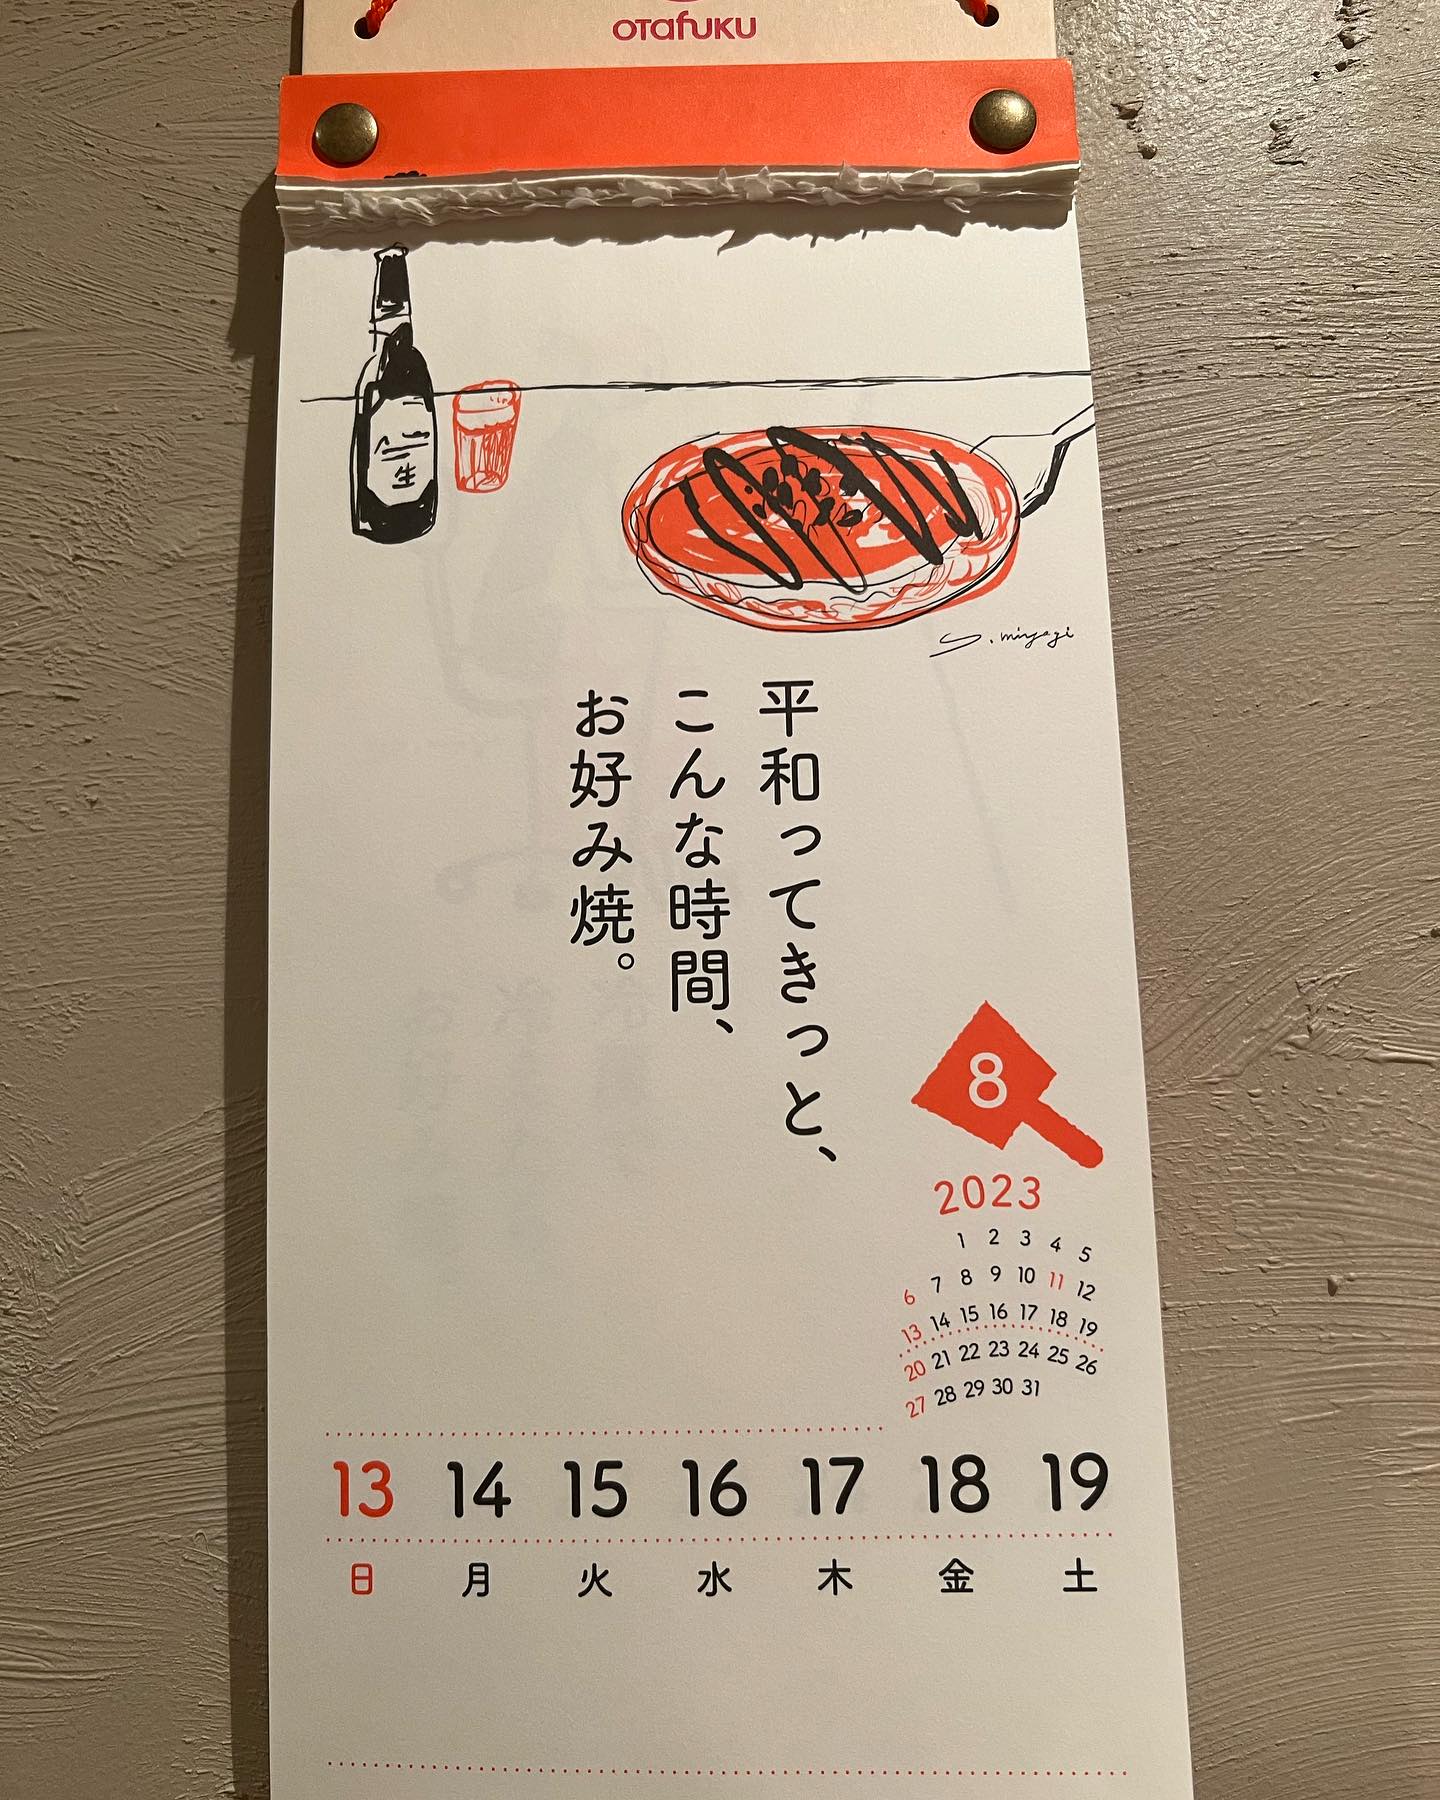 OTAFUKU
生
S. miyagi
平和ってきっと、
こんな時間、
お好み焼。
8
2023
1 2 3 4 5
6 7 8 9 10 11 12
13 14 15 16 17 18 19
20 21 22 23 24 25 26
27 28 29 30 31
13 14 15 16 17 18 19
日 月 火 水 木 金 土